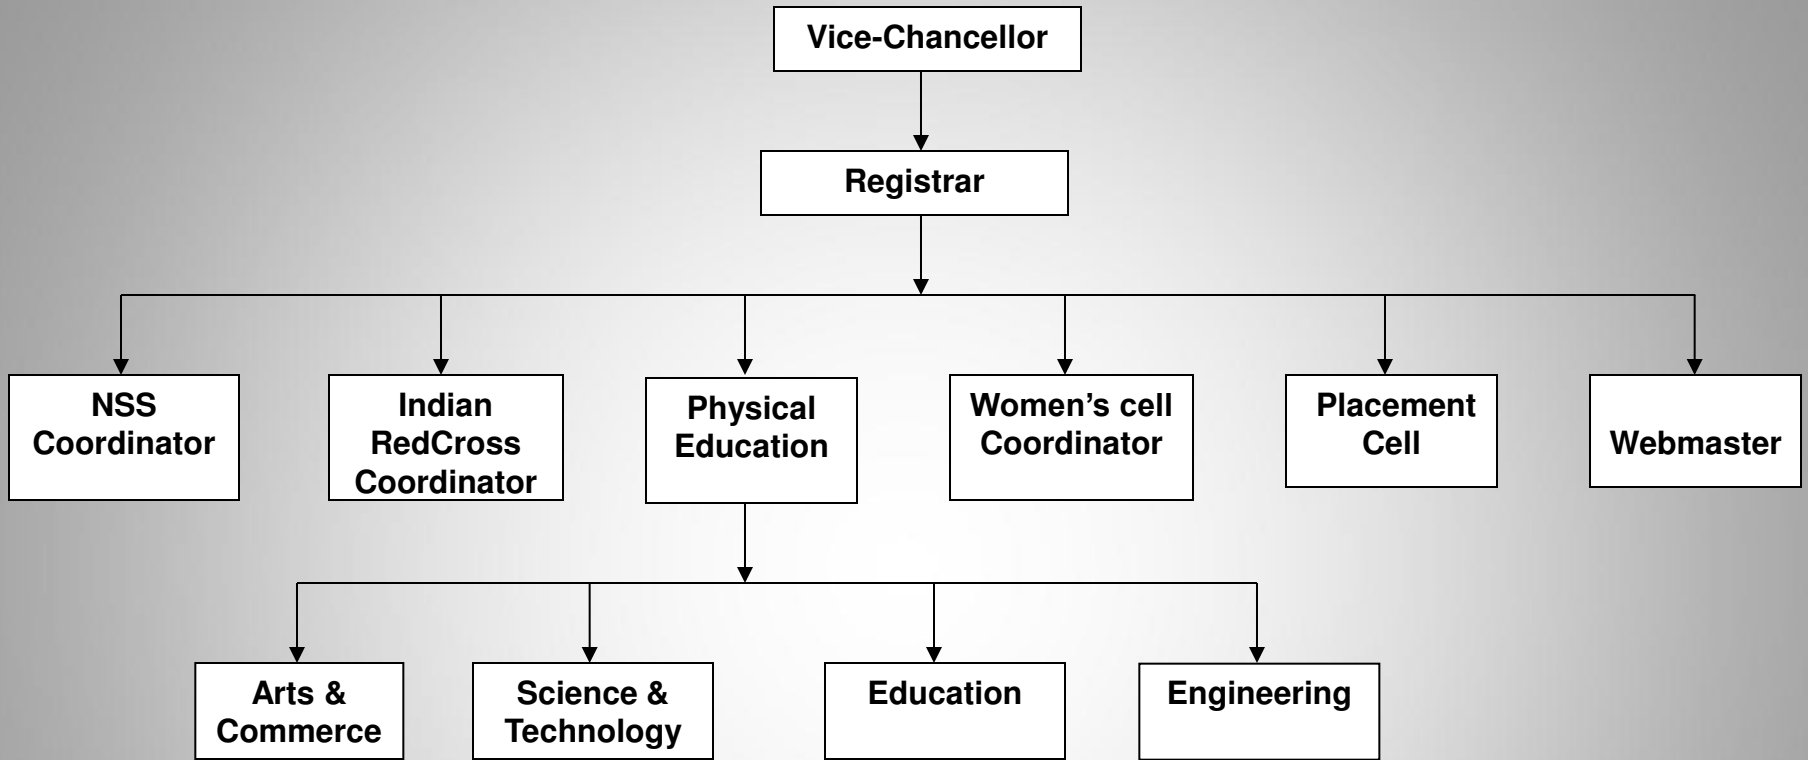 Vice-Chancellor
Registrar
NSS
Coordinator
Indian
RedCross
Coordinator
Physical
Education
Women’s cell
Coordinator
Placement
Cell
Webmaster
Arts &
Commerce
Science &
Technology
Education
Engineering